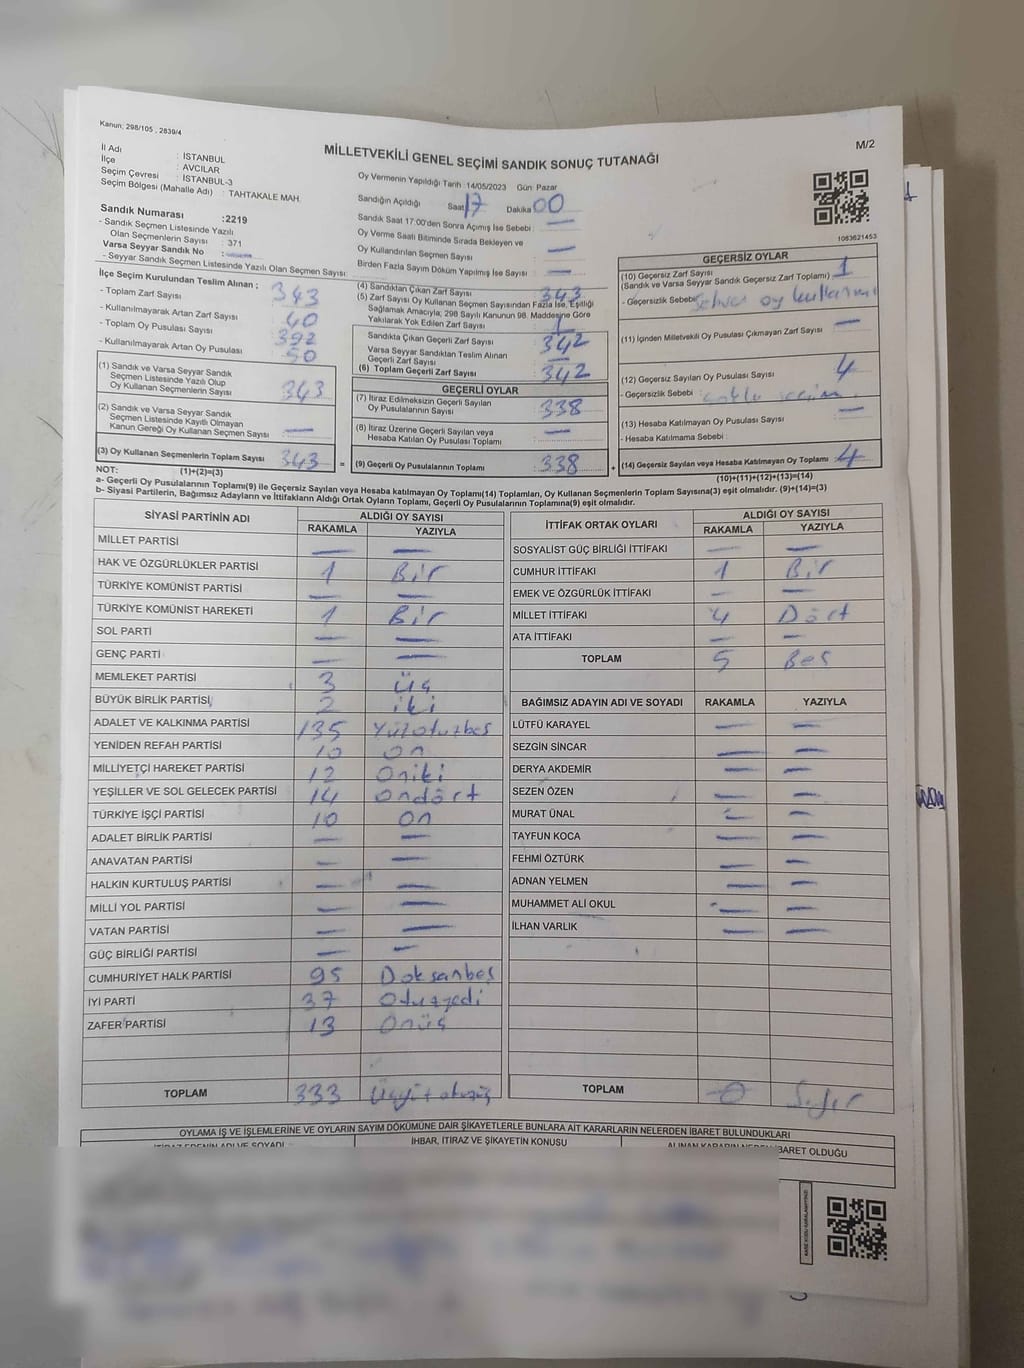 Kanun: 298/105 , 2839/4
MİLLETVEKİLİ GENEL SEÇİMİ SANDIK SONUÇ TUTANAĞI
M/2
İl Adı : İSTANBUL
İlçe : AVCILAR
Seçim Çevresi : İSTANBUL-3
Seçim Bölgesi (Mahalle Adı) : TAHTAKALE MAH.
Oy Vermenin Yapıldığı Tarih :14/05/2023 Gün: Pazar
Sandığın Açıldığı Saat 17 Dakika 00
Sandık Saat 17:00'den Sonra Açılmış İse Sebebi : —
Oy Verme Saati Bitiminde Sırada Bekleyen ve
Oy Kullandırılan Seçmen Sayısı : —
Birden Fazla Sayım Döküm Yapılmış İse Sayısı : —
Sandık Numarası :2219
- Sandık Seçmen Listesinde Yazılı
Olan Seçmenlerin Sayısı : 371
Varsa Seyyar Sandık No : —
- Seyyar Sandık Seçmen Listesinde Yazılı Olan Seçmen Sayısı:
1063621453
İlçe Seçim Kurulundan Teslim Alınan ;
- Toplam Zarf Sayısı : 343
- Kullanılmayarak Artan Zarf Sayısı : 40
- Toplam Oy Pusulası Sayısı : 392
- Kullanılmayarak Artan Oy Pusulası : 50
(1) Sandık ve Varsa Seyyar Sandık
Seçmen Listesinde Yazılı Olup
Oy Kullanan Seçmenlerin Sayısı : 343
(2) Sandık ve Varsa Seyyar Sandık
Seçmen Listesinde Kayıtlı Olmayan
Kanun Gereği Oy Kullanan Seçmen Sayısı : —
(3) Oy Kullanan Seçmenlerin Toplam Sayısı : 343 =
(4) Sandıktan Çıkan Zarf Sayısı : 343
(5) Zarf Sayısı Oy Kullanan Seçmen Sayısından Fazla İse, Eşitliği
Sağlamak Amacıyla; 298 Sayılı Kanunun 98. Maddesine Göre
Yakılarak Yok Edilen Zarf Sayısı : 1
Sandıkta Çıkan Geçerli Zarf Sayısı : 342
Varsa Seyyar Sandıktan Teslim Alınan
Geçerli Zarf Sayısı : —
(6) Toplam Geçerli Zarf Sayısı : 342
GEÇERLİ OYLAR
(7) İtiraz Edilmeksizin Geçerli Sayılan
Oy Pusulalarının Sayısı : 338
(8) İtiraz Üzerine Geçerli Sayılan veya
Hesaba Katılan Oy Pusulası Toplamı : —
(9) Geçerli Oy Pusulalarının Toplamı : 338 +
GEÇERSİZ OYLAR
(10) Geçersiz Zarf Sayısı
(Sandık ve Varsa Seyyar Sandık Geçersiz Zarf Toplamı) : 1
- Geçersizlik Sebebi oy kullanımı
(11) İçinden Milletvekili Oy Pusulası Çıkmayan Zarf Sayısı : —
(12) Geçersiz Sayılan Oy Pusulası Sayısı : 4
- Geçersizlik Sebebi : çoklu seçim.
(13) Hesaba Katılmayan Oy Pusulası Sayısı : —
- Hesaba Katılmama Sebebi :
(14) Geçersiz Sayılan veya Hesaba Katılmayan Oy Toplamı : 4
NOT: (1)+(2)=(3) (10)+(11)+(12)+(13)=(14)
a- Geçerli Oy Pusulalarının Toplamı(9) ile Geçersiz Sayılan veya Hesaba katılmayan Oy Toplamı(14) Toplamları, Oy Kullanan Seçmenlerin Toplam Sayısına(3) eşit olmalıdır. (9)+(14)=(3)
b- Siyasi Partilerin, Bağımsız Adayların ve İttifakların Aldığı Ortak Oyların Toplamı, Geçerli Oy Pusulalarının Toplamına(9) eşit olmalıdır.
SİYASİ PARTİNİN ADI ALDIĞI OY SAYISI
RAKAMLA YAZIYLA
MİLLET PARTİSİ — —
HAK VE ÖZGÜRLÜKLER PARTİSİ 1 Bir
TÜRKİYE KOMÜNİST PARTİSİ — —
TÜRKİYE KOMÜNİST HAREKETİ 1 Bir
SOL PARTİ — —
GENÇ PARTİ — —
MEMLEKET PARTİSİ 3 üç
BÜYÜK BİRLİK PARTİSİ 2 iki
ADALET VE KALKINMA PARTİSİ 135 Yüzotuzbeş
YENİDEN REFAH PARTİSİ 10 on
MİLLİYETÇİ HAREKET PARTİSİ 12 Oniki
YEŞİLLER VE SOL GELECEK PARTİSİ 14 ondört
TÜRKİYE İŞÇİ PARTİSİ 10 on
ADALET BİRLİK PARTİSİ — —
ANAVATAN PARTİSİ — —
HALKIN KURTULUŞ PARTİSİ — —
MİLLİ YOL PARTİSİ — —
VATAN PARTİSİ — —
GÜÇ BİRLİĞİ PARTİSİ — —
CUMHURİYET HALK PARTİSİ 95 Doksanbeş
İYİ PARTİ 37 Otuzyedi
ZAFER PARTİSİ 13 Onüç
TOPLAM 333
İTTİFAK ORTAK OYLARI ALDIĞI OY SAYISI
RAKAMLA YAZIYLA
SOSYALİST GÜÇ BİRLİĞİ İTTİFAKI — —
CUMHUR İTTİFAKI 1 Bir
EMEK VE ÖZGÜRLÜK İTTİFAKI — —
MİLLET İTTİFAKI 4 Dört
ATA İTTİFAKI — —
TOPLAM 5 Beş
BAĞIMSIZ ADAYIN ADI VE SOYADI RAKAMLA YAZIYLA
LÜTFÜ KARAYEL — —
SEZGİN SİNCAR — —
DERYA AKDEMİR — —
SEZEN ÖZEN — —
MURAT ÜNAL — —
TAYFUN KOCA — —
FEHMİ ÖZTÜRK — —
ADNAN YELMEN — —
MUHAMMET ALİ OKUL — —
İLHAN VARLIK — —
TOPLAM 0 Sıfır
OYLAMA İŞ VE İŞLEMLERİNE VE OYLARIN SAYIM DÖKÜMÜNE DAİR ŞİKAYETLERLE BUNLARA AİT KARARLARIN NELERDEN İBARET BULUNDUKLARI
İTİRAZ EDENİN ADI VE SOYADI İHBAR, İTİRAZ VE ŞİKAYETİN KONUSU ALINAN KARARIN NEDEN İBARET OLDUĞU